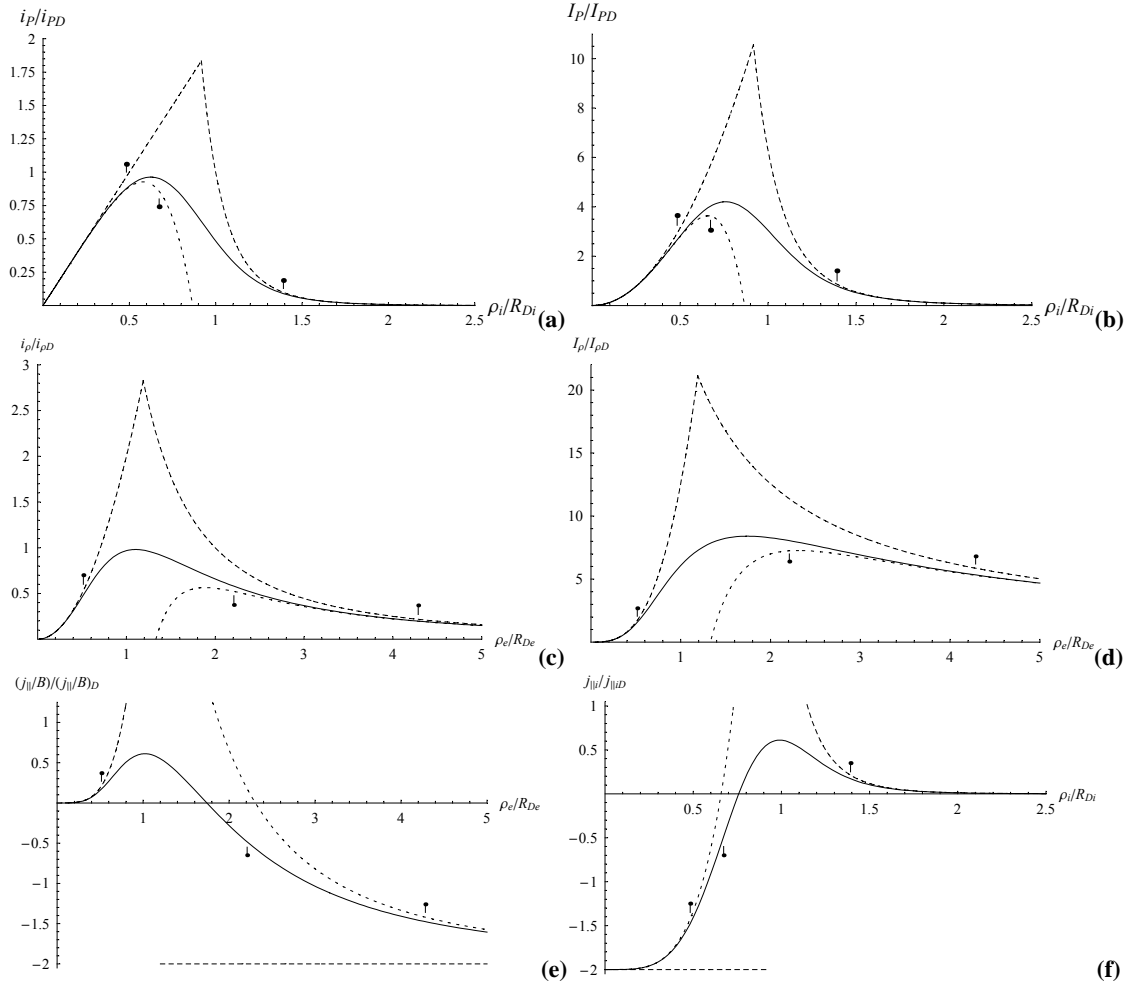 i_P/i_PD
2
1.75
1.5
1.25
1
0.75
0.5
0.25
0.5 1 1.5 2 2.5
ρ_i/R_Di
(a)
I_P/I_PD
10
8
6
4
2
0.5 1 1.5 2 2.5
ρ_i/R_Di
(b)
i_ρ/i_ρD
3
2.5
2
1.5
1
0.5
1 2 3 4 5
ρ_e/R_De
(c)
I_ρ/I_ρD
20
15
10
5
1 2 3 4 5
ρ_e/R_De
(d)
(j_||/B)/(j_||/B)_D
1
0.5
−0.5
−1
−1.5
−2
1 2 3 4 5
ρ_e/R_De
(e)
j_||i/j_||iD
1
0.5
−0.5
−1
−1.5
−2
0.5 1 1.5 2 2.5
ρ_i/R_Di
(f)